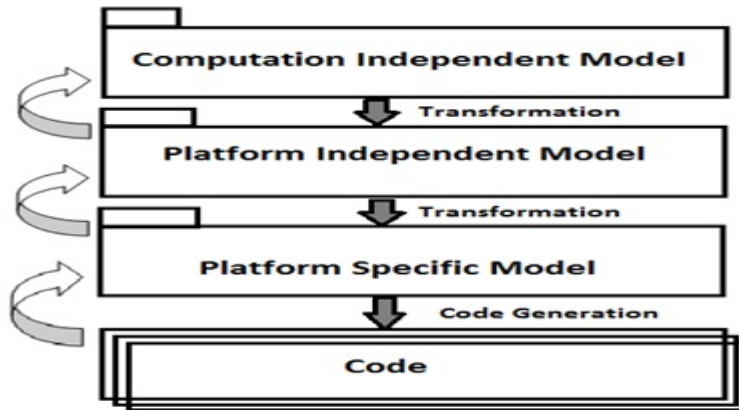 Computation Independent Model
Transformation
Platform Independent Model
Transformation
Platform Specific Model
Code Generation
Code